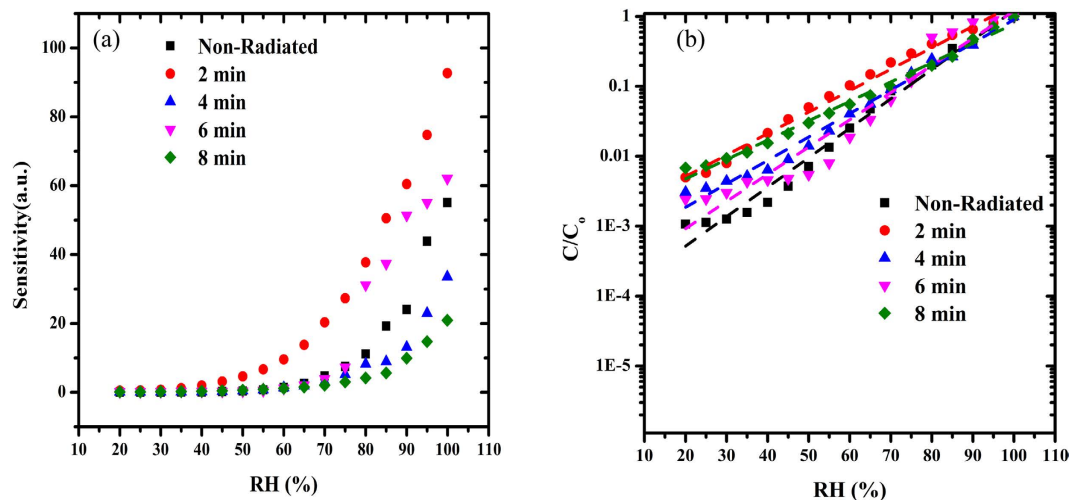 (a)
Non-Radiated
2 min
4 min
6 min
8 min
100
80
60
40
20
0
Sensitivity(a.u.)
10 20 30 40 50 60 70 80 90 100 110
RH (%)
(b)
1
0.1
0.01
1E-3
1E-4
1E-5
C/Co
Non-Radiated
2 min
4 min
6 min
8 min
10 20 30 40 50 60 70 80 90 100 110
RH (%)